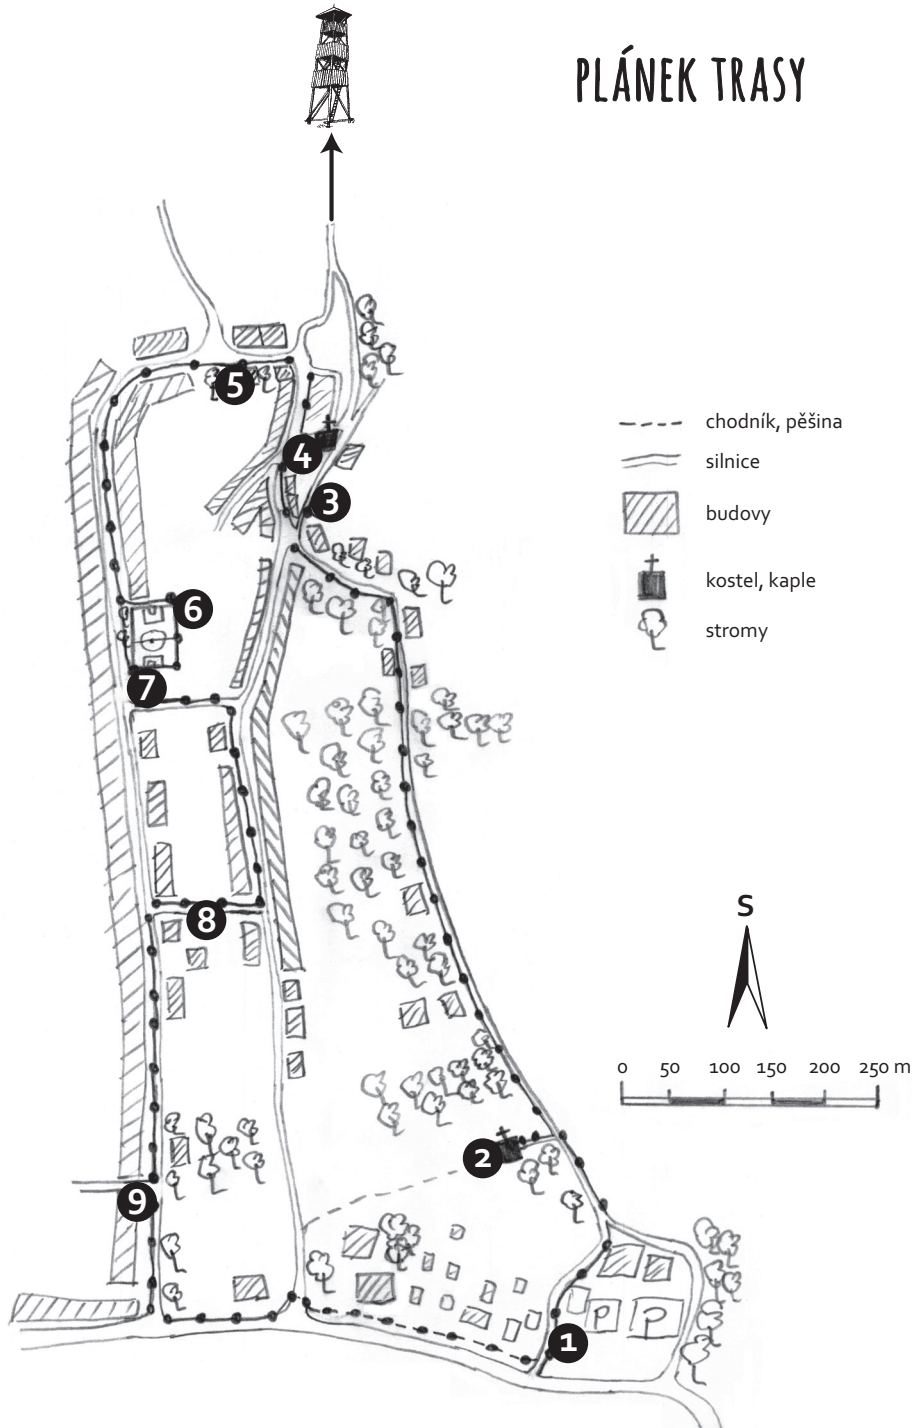 PLÁNEK TRASY
5
4
3
chodník, pěšina
silnice
budovy
kostel, kaple
stromy
6
7
8
S
0 50 100 150 200 250 m
2
9
P P
1